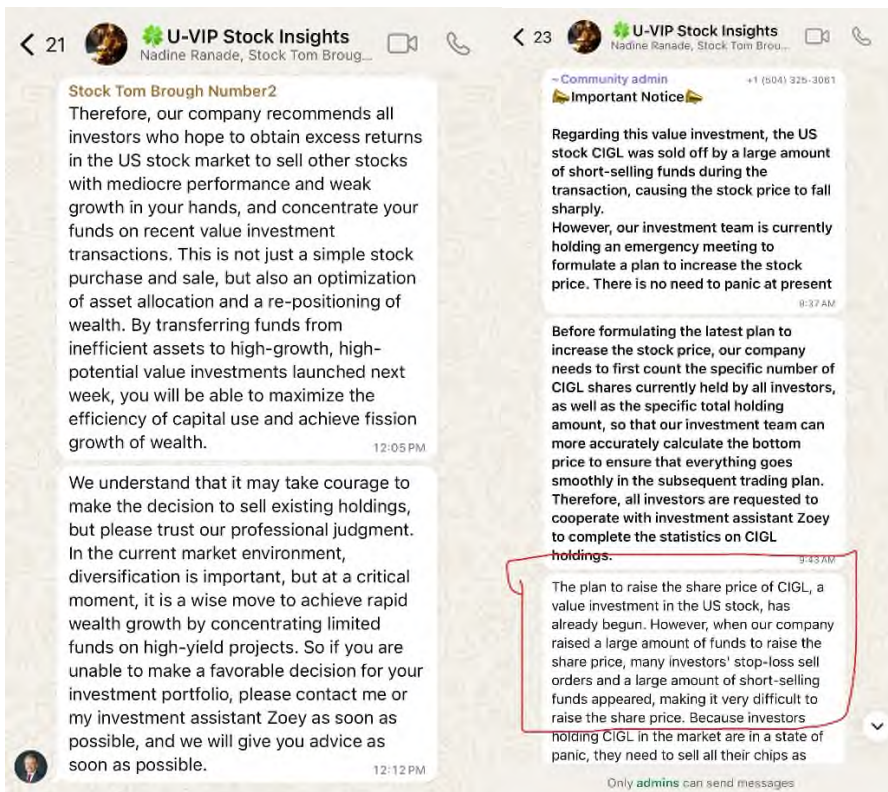 21
🍀U-VIP Stock Insights
Nadine Ranade, Stock Tom Broug...
Stock Tom Brough Number2
Therefore, our company recommends all
investors who hope to obtain excess returns
in the US stock market to sell other stocks
with mediocre performance and weak
growth in your hands, and concentrate your
funds on recent value investment
transactions. This is not just a simple stock
purchase and sale, but also an optimization
of asset allocation and a re-positioning of
wealth. By transferring funds from
inefficient assets to high-growth, high-
potential value investments launched next
week, you will be able to maximize the
efficiency of capital use and achieve fission
growth of wealth.
12:05 PM
We understand that it may take courage to
make the decision to sell existing holdings,
but please trust our professional judgment.
In the current market environment,
diversification is important, but at a critical
moment, it is a wise move to achieve rapid
wealth growth by concentrating limited
funds on high-yield projects. So if you are
unable to make a favorable decision for your
investment portfolio, please contact me or
my investment assistant Zoey as soon as
possible, and we will give you advice as
soon as possible.
12:12 PM
23
🍀U-VIP Stock Insights
Nadine Ranade, Stock Tom Brou...
~Community admin +1 (504) 325-3061
Important Notice
Regarding this value investment, the US
stock CIGL was sold off by a large amount
of short-selling funds during the
transaction, causing the stock price to fall
sharply.
However, our investment team is currently
holding an emergency meeting to
formulate a plan to increase the stock
price. There is no need to panic at present
9:37 AM
Before formulating the latest plan to
increase the stock price, our company
needs to first count the specific number of
CIGL shares currently held by all investors,
as well as the specific total holding
amount, so that our investment team can
more accurately calculate the bottom
price to ensure that everything goes
smoothly in the subsequent trading plan.
Therefore, all investors are requested to
cooperate with investment assistant Zoey
to complete the statistics on CIGL
holdings.
9:43 AM
The plan to raise the share price of CIGL, a
value investment in the US stock, has
already begun. However, when our company
raised a large amount of funds to raise the
share price, many investors' stop-loss sell
orders and a large amount of short-selling
funds appeared, making it very difficult to
raise the share price. Because investors
holding CIGL in the market are in a state of
panic, they need to sell all their chips as
Only admins can send messages